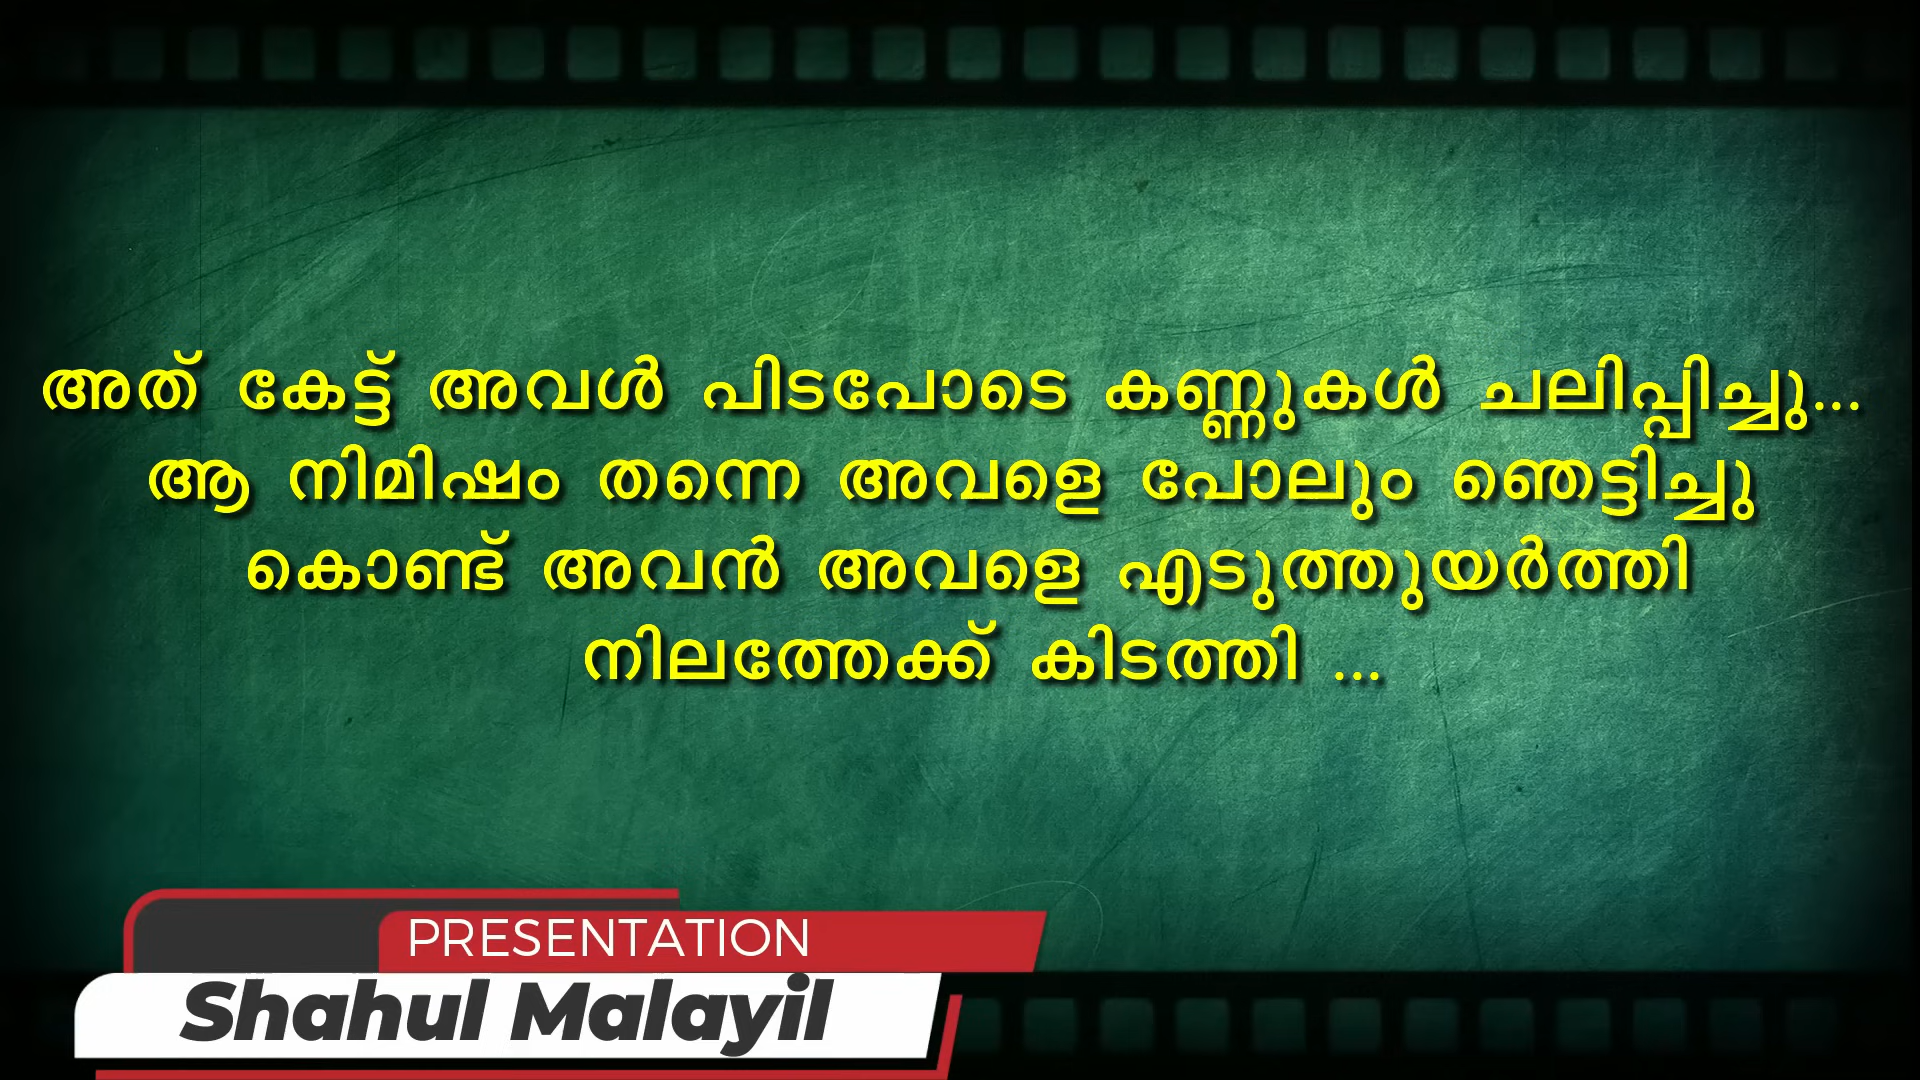 അത് കേട്ട് അവൾ പിടപോടെ കണ്ണുകൾ ചലിപ്പിച്ചു...
ആ നിമിഷം തന്നെ അവളെ പോലും ഞെട്ടിച്ചു
കൊണ്ട് അവൻ അവളെ എടുത്തുയർത്തി
നിലത്തേക്ക് കിടത്തി ...
PRESENTATION
Shahul Malayil